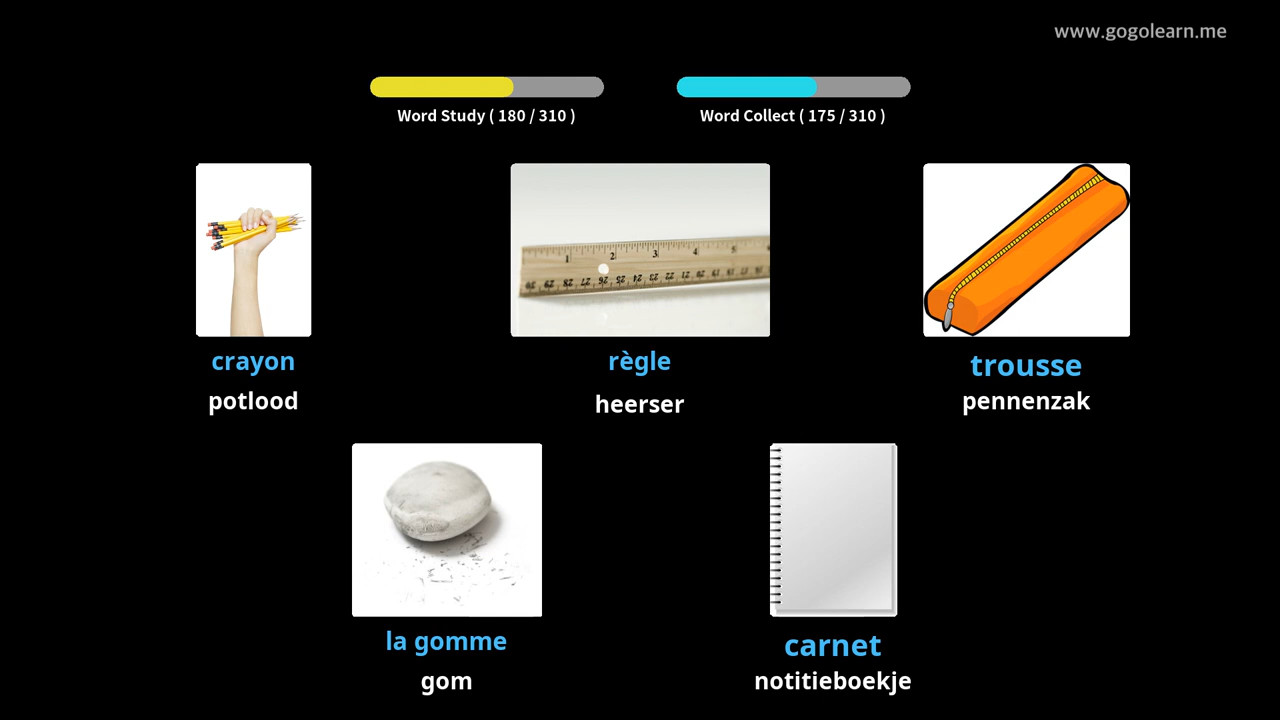 www.gogolearn.me
Word Study ( 180 / 310 )
Word Collect ( 175 / 310 )
crayon
potlood
règle
heerser
trousse
pennenzak
la gomme
gom
carnet
notitieboekje